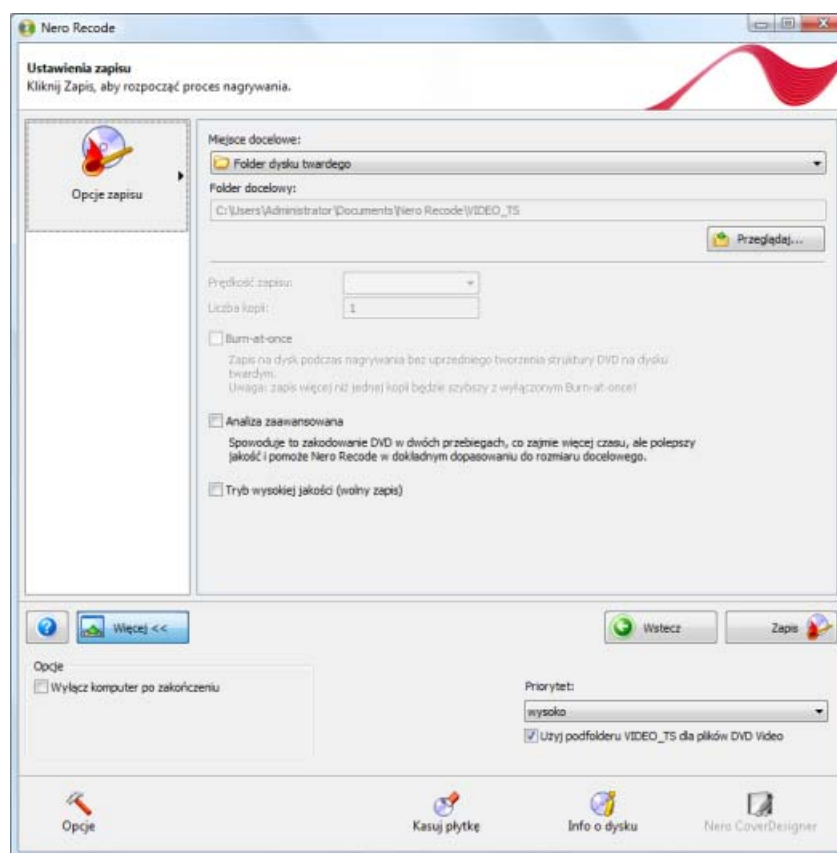 Nero Recode
Ustawienia zapisu
Kliknij Zapis, aby rozpocząć proces nagrywania.
Opcje zapisu
Miejsce docelowe:
Folder dysku twardego
Folder docelowy:
C:\Users\Administrator\Documents\Nero Recode\VIDEO_TS
Przeglądaj...
Prędkość zapisu:
Liczba kopii:
1
Burn-at-once
Zapis na dysk podczas nagrywania bez uprzedniego tworzenia struktury DVD na dysku
twardym.
Uwaga: zapis więcej niż jednej kopii będzie szybszy z wyłączonym Burn-at-once!
Analiza zaawansowana
Spowoduje to zakodowanie DVD w dwóch przebiegach, co zajmie więcej czasu, ale polepszy
jakość i pomoże Nero Recode w dokładnym dopasowaniu do rozmiaru docelowego.
Tryb wysokiej jakości (wolny zapis)
Więcej <<
Wstecz
Zapis
Opcje
Wyłącz komputer po zakończeniu
Priorytet:
wysoko
Użyj podfolderu VIDEO_TS dla plików DVD Video
Opcje
Kasuj płytkę
Info o dysku
Nero CoverDesigner